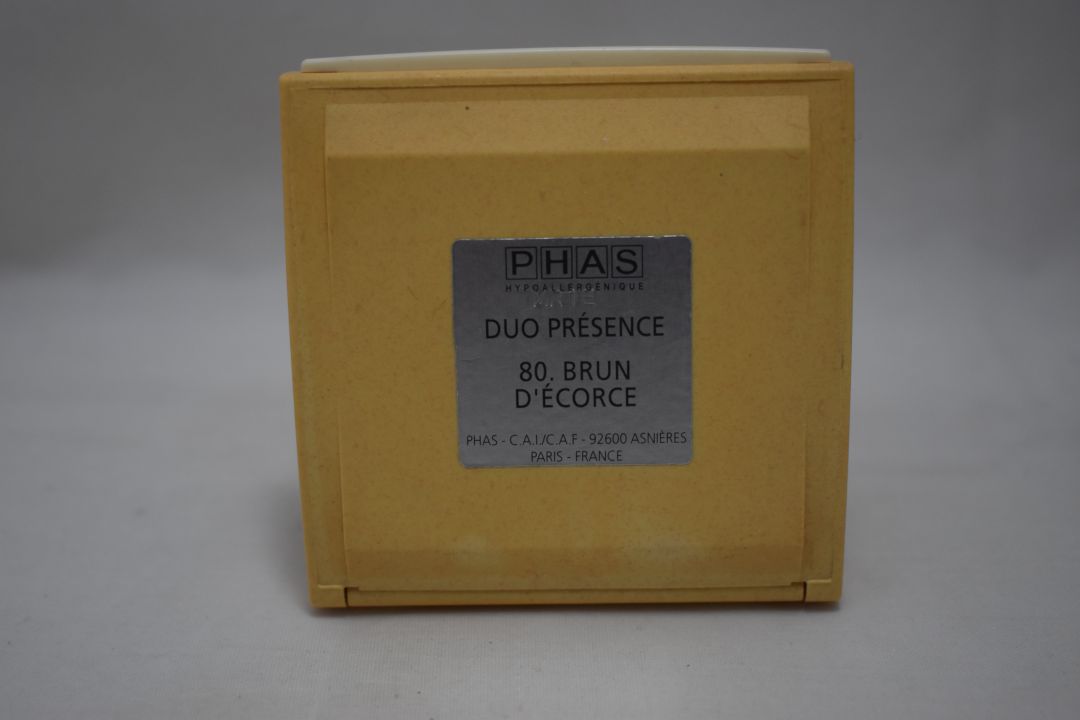 PHAS
HYPOALLERGÉNIQUE
DUO PRÉSENCE
80. BRUN
D'ÉCORCE
PHAS - C.A.I./C.A.F - 92600 ASNIÈRES
PARIS - FRANCE